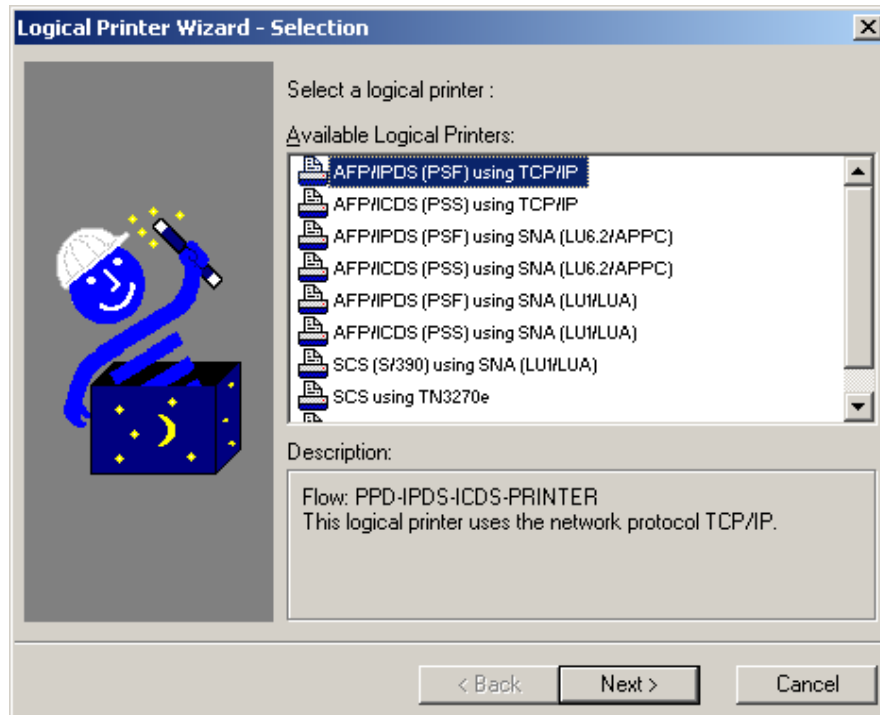 Logical Printer Wizard - Selection
Select a logical printer :
Available Logical Printers:
AFP/IPDS (PSF) using TCP/IP
AFP/ICDS (PSS) using TCP/IP
AFP/IPDS (PSF) using SNA (LU6.2/APPC)
AFP/ICDS (PSS) using SNA (LU6.2/APPC)
AFP/IPDS (PSF) using SNA (LU1/LUA)
AFP/ICDS (PSS) using SNA (LU1/LUA)
SCS (S/390) using SNA (LU1/LUA)
SCS using TN3270e
Description:
Flow: PPD-IPDS-ICDS-PRINTER
This logical printer uses the network protocol TCP/IP.
< Back Next > Cancel